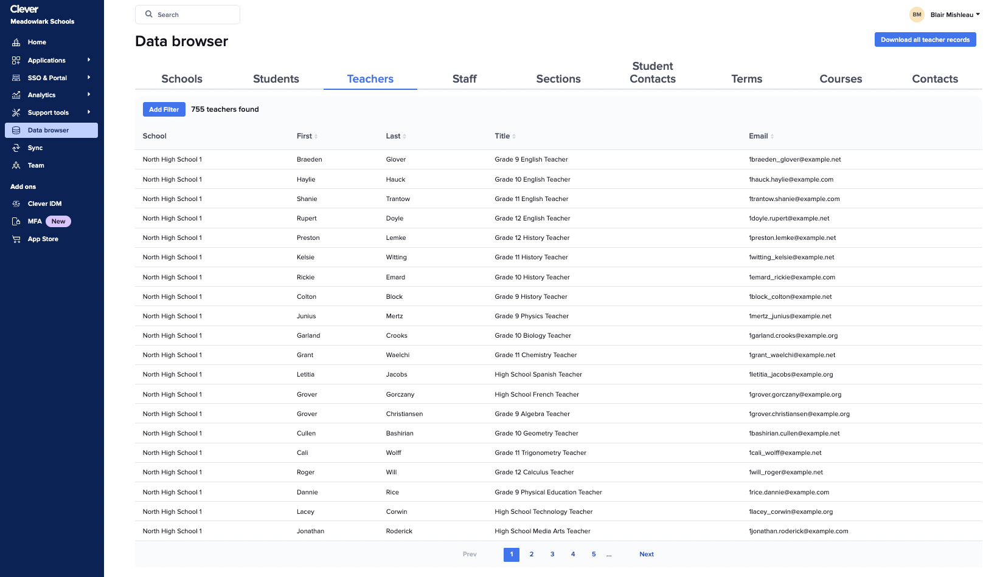 Clever
Meadowlark Schools
Home
Applications
SSO & Portal
Analytics
Support tools
Data browser
Sync
Team
Add ons
Clever IDM
MFA New
App Store
Search
BM Blair Mishleau
Data browser
Download all teacher records
Schools Students Teachers Staff Sections Student Contacts Terms Courses Contacts
Add Filter 755 teachers found
School First Last Title Email
North High School 1 Braeden Glover Grade 9 English Teacher 1braeden_glover@example.net
North High School 1 Haylie Hauck Grade 10 English Teacher 1hauck.haylie@example.com
North High School 1 Shanie Trantow Grade 11 English Teacher 1trantow.shanie@example.com
North High School 1 Rupert Doyle Grade 12 English Teacher 1doyle.rupert@example.net
North High School 1 Preston Lemke Grade 12 History Teacher 1preston.lemke@example.net
North High School 1 Kelsie Witting Grade 11 History Teacher 1witting_kelsie@example.net
North High School 1 Rickie Emard Grade 10 History Teacher 1emard_rickie@example.com
North High School 1 Colton Block Grade 9 History Teacher 1block_colton@example.net
North High School 1 Junius Mertz Grade 9 Physics Teacher 1mertz_junius@example.net
North High School 1 Garland Crooks Grade 10 Biology Teacher 1garland.crooks@example.org
North High School 1 Grant Waelchi Grade 11 Chemistry Teacher 1grant_waelchi@example.net
North High School 1 Letitia Jacobs High School Spanish Teacher 1letitia_jacobs@example.org
North High School 1 Grover Gorczany High School French Teacher 1grover.gorczany@example.org
North High School 1 Grover Christiansen Grade 9 Algebra Teacher 1grover.christiansen@example.org
North High School 1 Cullen Bashirian Grade 10 Geometry Teacher 1bashirian.cullen@example.net
North High School 1 Cali Wolff Grade 11 Trigonometry Teacher 1cali_wolff@example.net
North High School 1 Roger Will Grade 12 Calculus Teacher 1will_roger@example.net
North High School 1 Dannie Rice Grade 9 Physical Education Teacher 1rice.dannie@example.com
North High School 1 Lacey Corwin High School Technology Teacher 1lacey_corwin@example.org
North High School 1 Jonathan Roderick High School Media Arts Teacher 1jonathan.roderick@example.com
Prev 1 2 3 4 5 ... Next